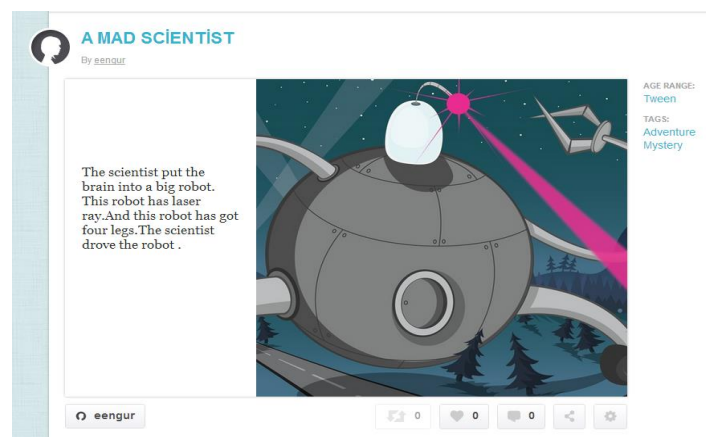 A MAD SCİENTİST
By eengur
AGE RANGE:
Tween
TAGS:
Adventure
Mystery
The scientist put the
brain into a big robot.
This robot has laser
ray.And this robot has got
four legs.The scientist
drove the robot .
eengur
0
0
0